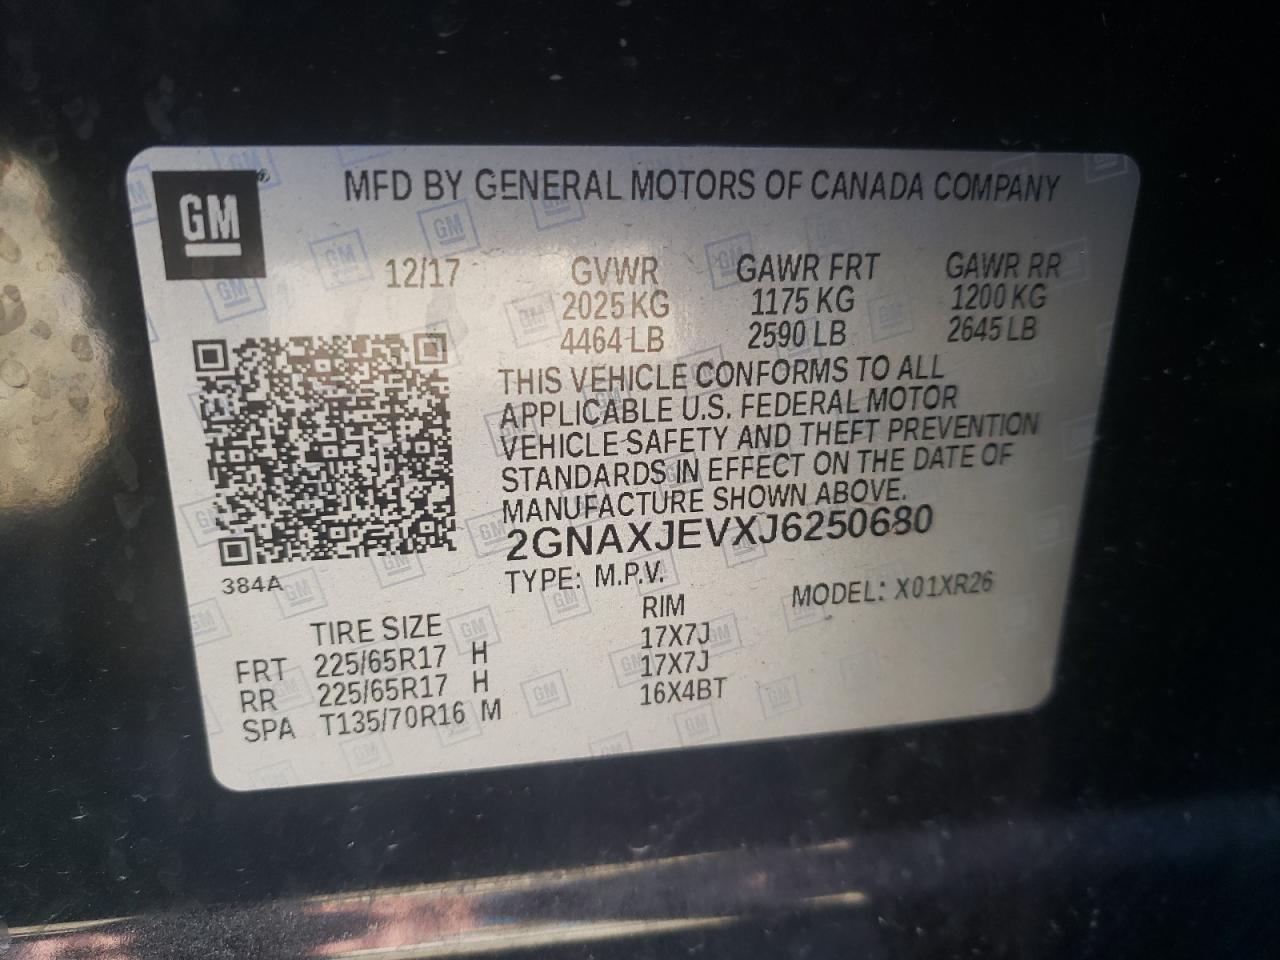 GM ®
MFD BY GENERAL MOTORS OF CANADA COMPANY
12/17 GVWR GAWR FRT GAWR RR
2025 KG 1175 KG 1200 KG
4464 LB 2590 LB 2645 LB
THIS VEHICLE CONFORMS TO ALL
APPLICABLE U.S. FEDERAL MOTOR
VEHICLE SAFETY AND THEFT PREVENTION
STANDARDS IN EFFECT ON THE DATE OF
MANUFACTURE SHOWN ABOVE.
2GNAXJEVXJ6250680
384A
TYPE: M.P.V. MODEL: X01XR26
TIRE SIZE RIM
FRT 225/65R17 H 17X7J
RR 225/65R17 H 17X7J
SPA T135/70R16 M 16X4BT